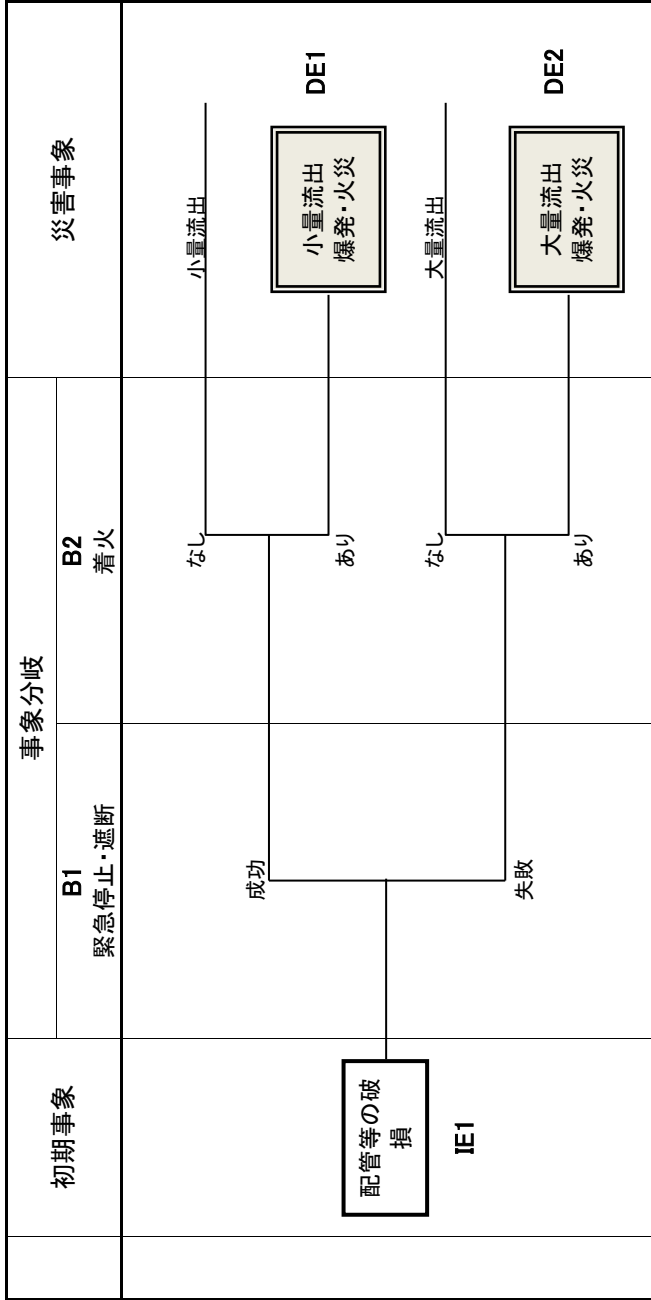 初期事象
事象分岐
災害事象
B1
緊急停止・遮断
B2
着火
なし
小量流出
成功
DE1
あり
小量流出
爆発・火災
配管等の破
損
IE1
なし
大量流出
失敗
DE2
あり
大量流出
爆発・火災